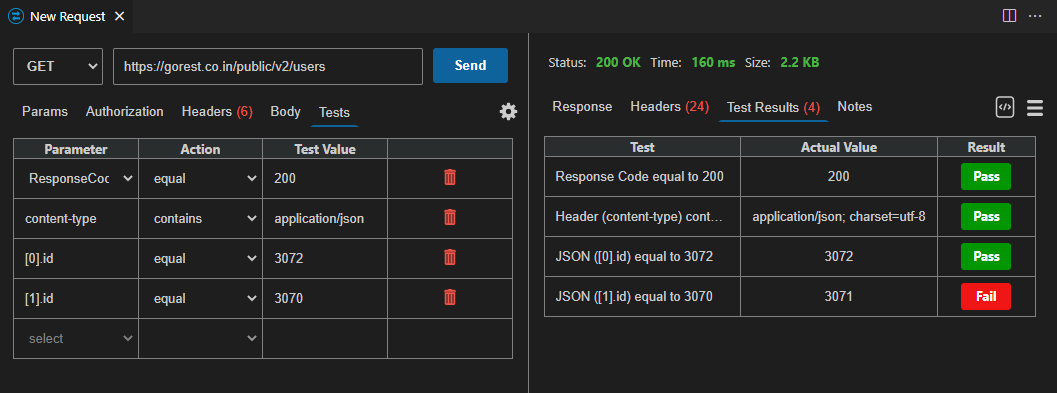 New Request
GET https://gorest.co.in/public/v2/users Send
Params Authorization Headers (6) Body Tests
Parameter Action Test Value
ResponseCoc equal 200
content-type contains application/json
[0].id equal 3072
[1].id equal 3070
select
Status: 200 OK Time: 160 ms Size: 2.2 KB
Response Headers (24) Test Results (4) Notes
Test Actual Value Result
Response Code equal to 200 200 Pass
Header (content-type) cont… application/json; charset=utf-8 Pass
JSON ([0].id) equal to 3072 3072 Pass
JSON ([1].id) equal to 3070 3071 Fail